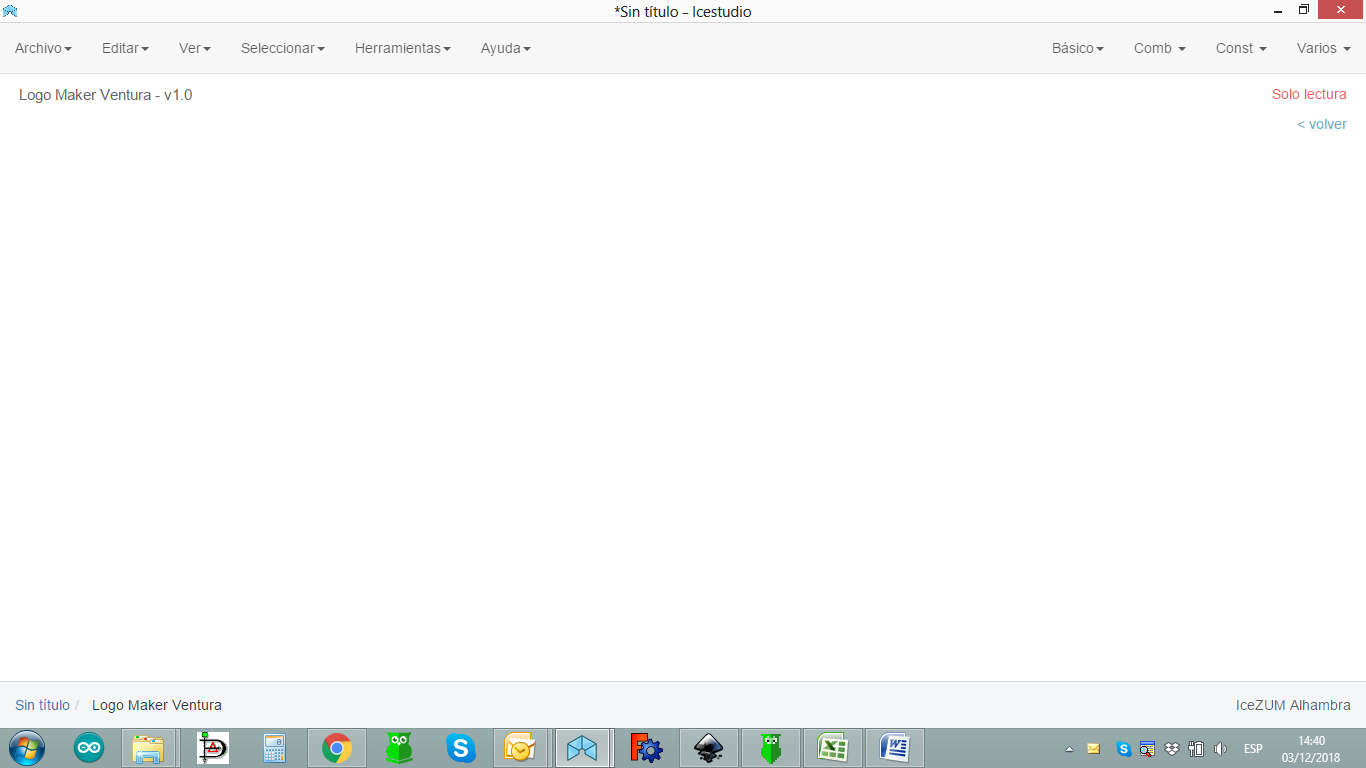 *Sin título - Icestudio
Archivo Editar Ver Seleccionar Herramientas Ayuda Básico Comb Const Varios
Logo Maker Ventura - v1.0 Solo lectura
< volver
Sin título / Logo Maker Ventura IceZUM Alhambra
ESP 14:40
03/12/2018